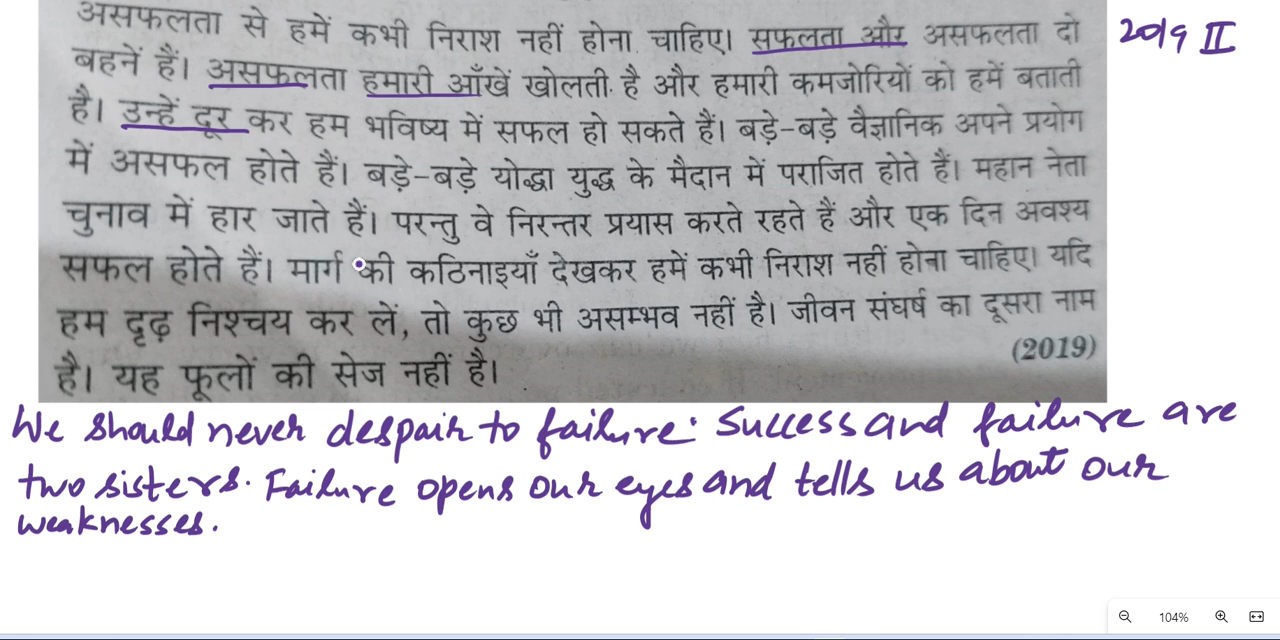 असफलता से हमें कभी निराश नहीं होना चाहिए। सफलता और असफलता दो
2019 II
बहनें हैं। असफलता हमारी आँखें खोलती है और हमारी कमजोरियों को हमें बताती
है। उन्हें दूर कर हम भविष्य में सफल हो सकते हैं। बड़े-बड़े वैज्ञानिक अपने प्रयोग
में असफल होते हैं। बड़े-बड़े योद्धा युद्ध के मैदान में पराजित होते हैं। महान नेता
चुनाव में हार जाते हैं। परन्तु वे निरन्तर प्रयास करते रहते हैं और एक दिन अवश्य
सफल होते हैं। मार्ग की कठिनाइयाँ देखकर हमें कभी निराश नहीं होना चाहिए। यदि
हम दृढ़ निश्चय कर लें, तो कुछ भी असम्भव नहीं है। जीवन संघर्ष का दूसरा नाम
है। यह फूलों की सेज नहीं है।
(2019)
We should never despair to failure. Success and failure are
two sisters. Failure opens our eyes and tells us about our
weaknesses.
104%